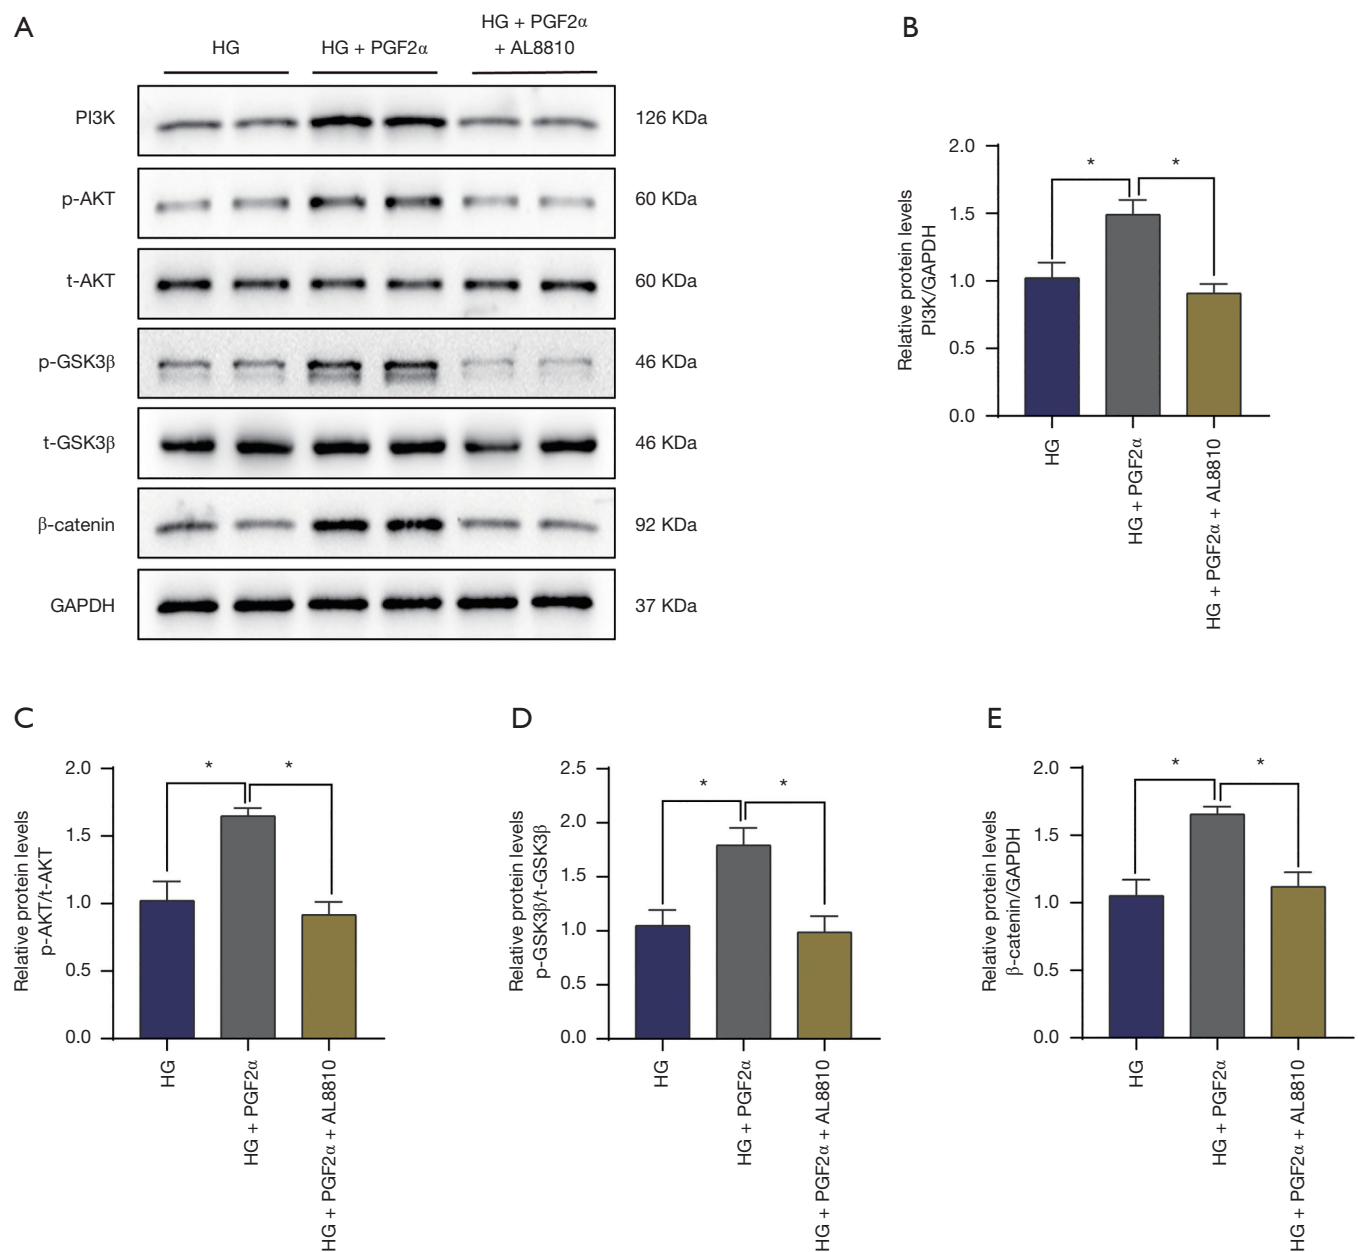 A
HG
HG + PGF2α
HG + PGF2α
+ AL8810
PI3K
126 KDa
p-AKT
60 KDa
t-AKT
60 KDa
p-GSK3β
46 KDa
t-GSK3β
46 KDa
β-catenin
92 KDa
GAPDH
37 KDa
B
Relative protein levels
PI3K/GAPDH
2.0
1.5
1.0
0.5
0.0
*
*
HG
HG + PGF2α
HG + PGF2α + AL8810
C
Relative protein levels
p-AKT/t-AKT
2.0
1.5
1.0
0.5
0.0
*
*
HG
HG + PGF2α
HG + PGF2α + AL8810
D
Relative protein levels
p-GSK3β/t-GSK3β
2.5
2.0
1.5
1.0
0.5
0.0
*
*
HG
HG + PGF2α
HG + PGF2α + AL8810
E
Relative protein levels
β-catenin/GAPDH
2.0
1.5
1.0
0.5
0.0
*
*
HG
HG + PGF2α
HG + PGF2α + AL8810